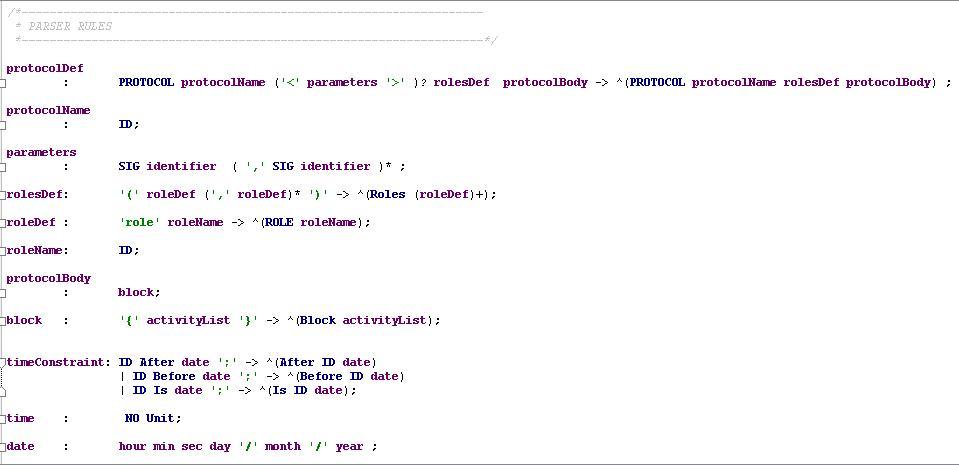 /*------------------------------------------------------------------
* PARSER RULES
*------------------------------------------------------------------*/
protocolDef
: PROTOCOL protocolName ('<' parameters '>' )? rolesDef protocolBody -> ^(PROTOCOL protocolName rolesDef protocolBody) ;
protocolName
: ID;
parameters
: SIG identifier ( ',' SIG identifier )* ;
rolesDef: '(' roleDef (',' roleDef)* ')' -> ^(Roles (roleDef)+);
roleDef : 'role' roleName -> ^(ROLE roleName);
roleName: ID;
protocolBody
: block;
block : '{' activityList '}' -> ^(Block activityList);
timeConstraint: ID After date ';' -> ^(After ID date)
| ID Before date ';' -> ^(Before ID date)
| ID Is date ';' -> ^(Is ID date);
time : NO Unit;
date : hour min sec day '/' month '/' year ;